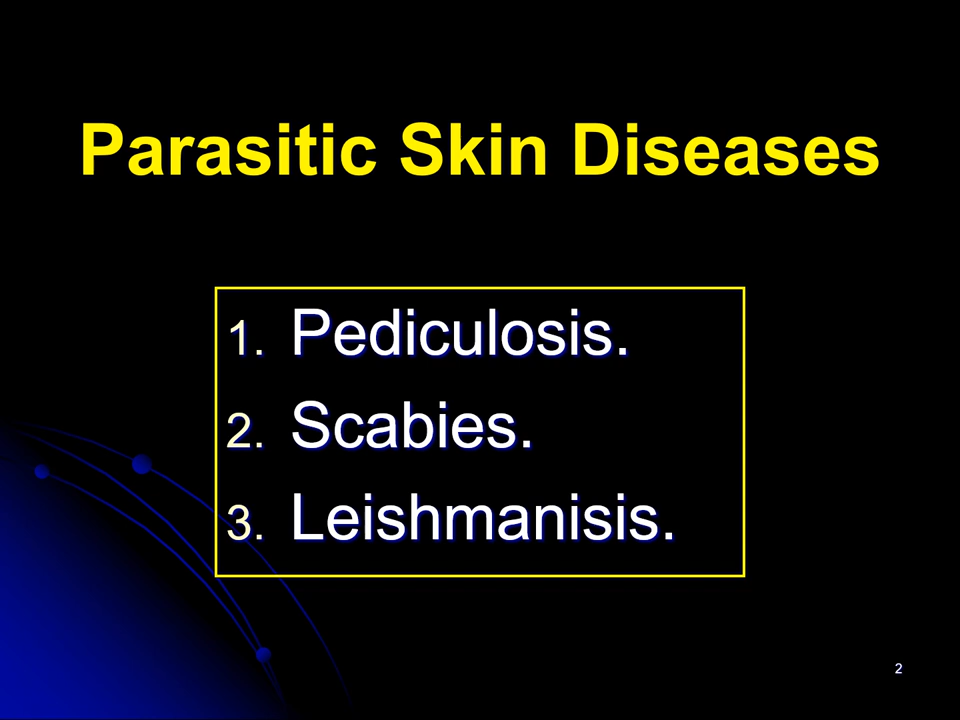 Parasitic Skin Diseases
1. Pediculosis.
2. Scabies.
3. Leishmanisis.
2